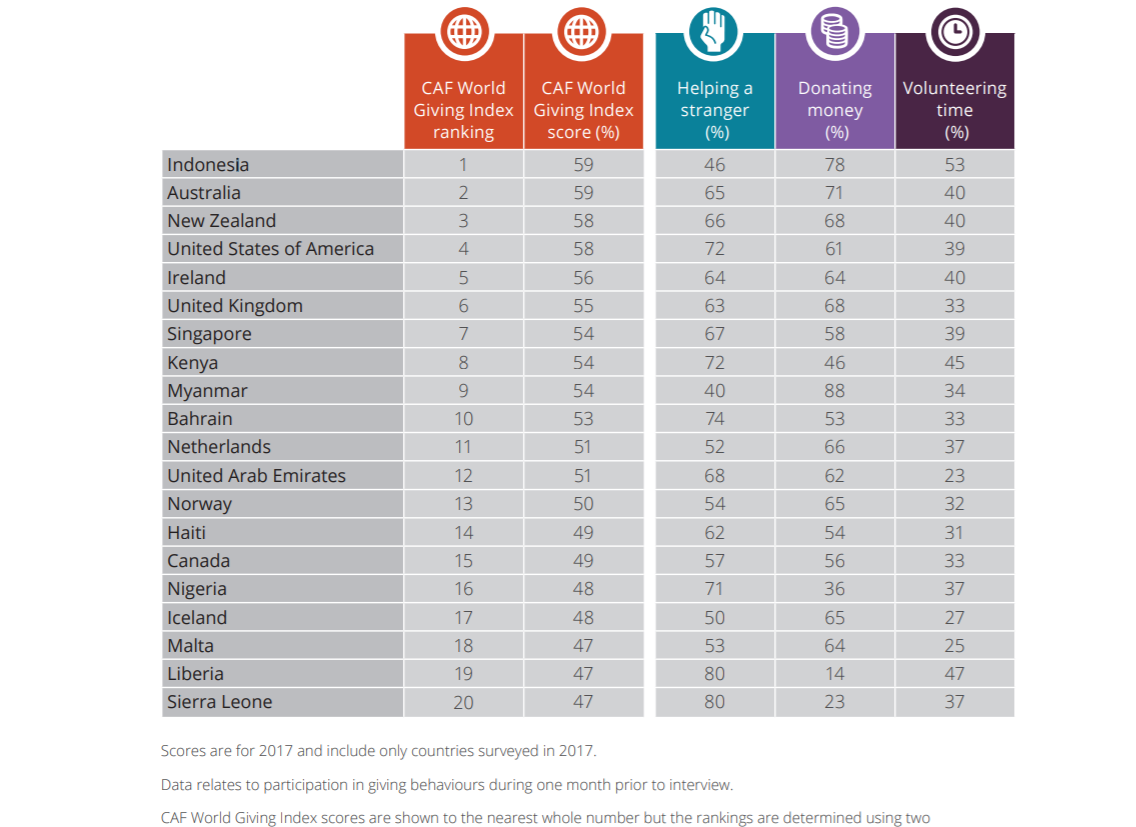 CAF World Giving Index ranking CAF World Giving Index score (%) Helping a stranger (%) Donating money (%) Volunteering time (%)
Indonesia 1 59 46 78 53
Australia 2 59 65 71 40
New Zealand 3 58 66 68 40
United States of America 4 58 72 61 39
Ireland 5 56 64 64 40
United Kingdom 6 55 63 68 33
Singapore 7 54 67 58 39
Kenya 8 54 72 46 45
Myanmar 9 54 40 88 34
Bahrain 10 53 74 53 33
Netherlands 11 51 52 66 37
United Arab Emirates 12 51 68 62 23
Norway 13 50 54 65 32
Haiti 14 49 62 54 31
Canada 15 49 57 56 33
Nigeria 16 48 71 36 37
Iceland 17 48 50 65 27
Malta 18 47 53 64 25
Liberia 19 47 80 14 47
Sierra Leone 20 47 80 23 37
Scores are for 2017 and include only countries surveyed in 2017.
Data relates to participation in giving behaviours during one month prior to interview.
CAF World Giving Index scores are shown to the nearest whole number but the rankings are determined using two